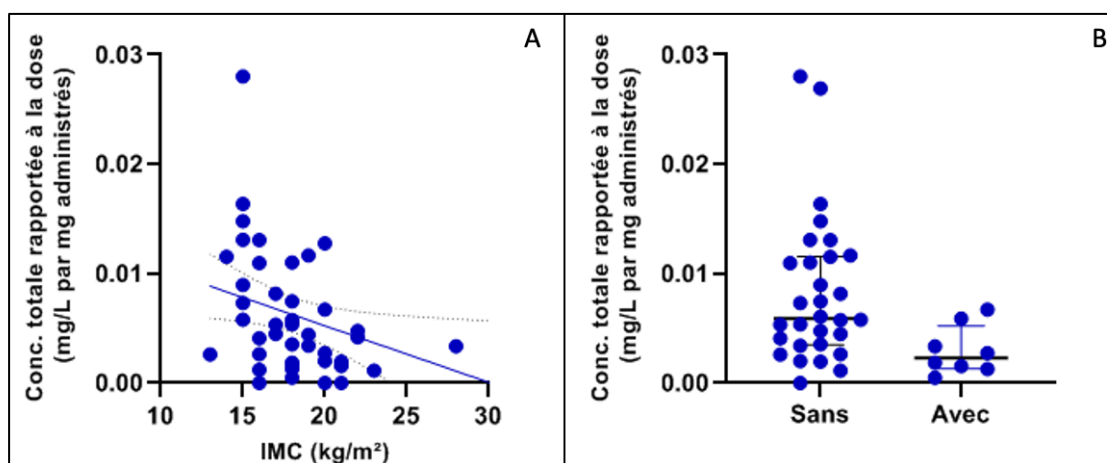 A
Conc. totale rapportée à la dose
(mg/L par mg administrés)
0.03
0.02
0.01
0.00
10
15
20
25
30
IMC (kg/m²)
B
Conc. totale rapportée à la dose
(mg/L par mg administrés)
0.03
0.02
0.01
0.00
Sans
Avec